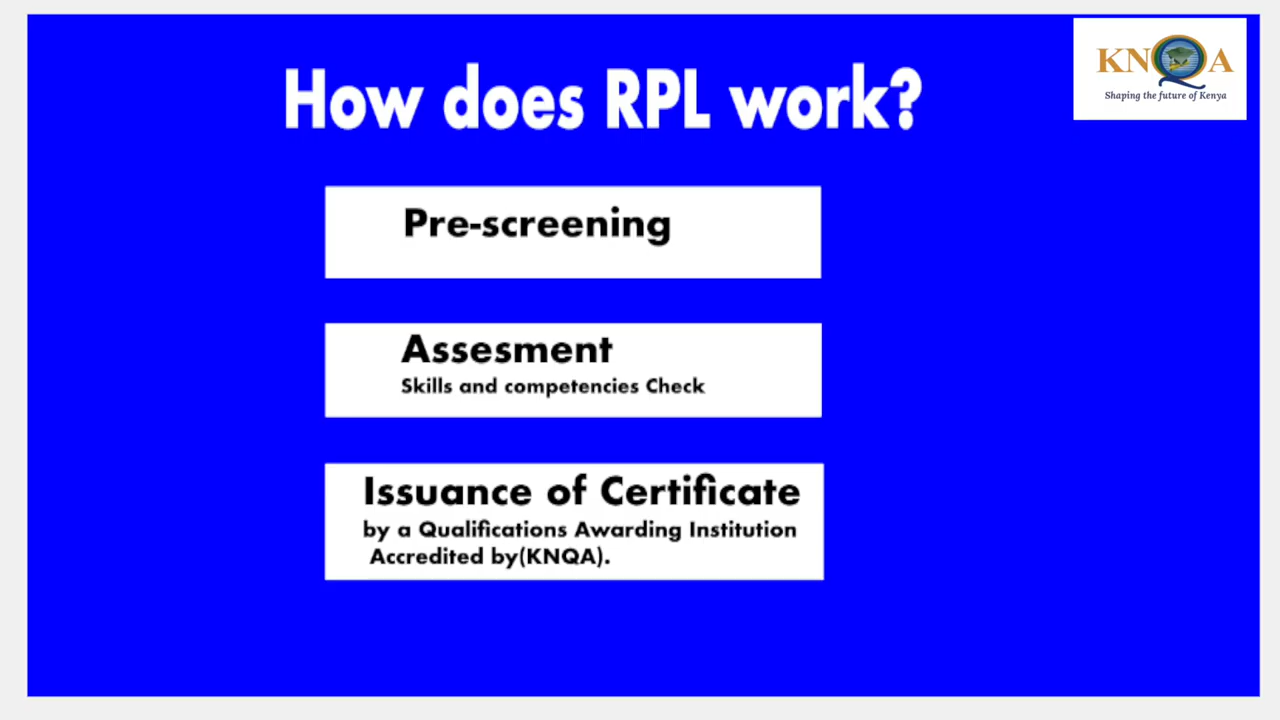 How does RPL work?
KNQA
Shaping the future of Kenya
Pre-screening
Assesment
Skills and competencies Check
Issuance of Certificate
by a Qualifications Awarding Institution
Accredited by(KNQA).